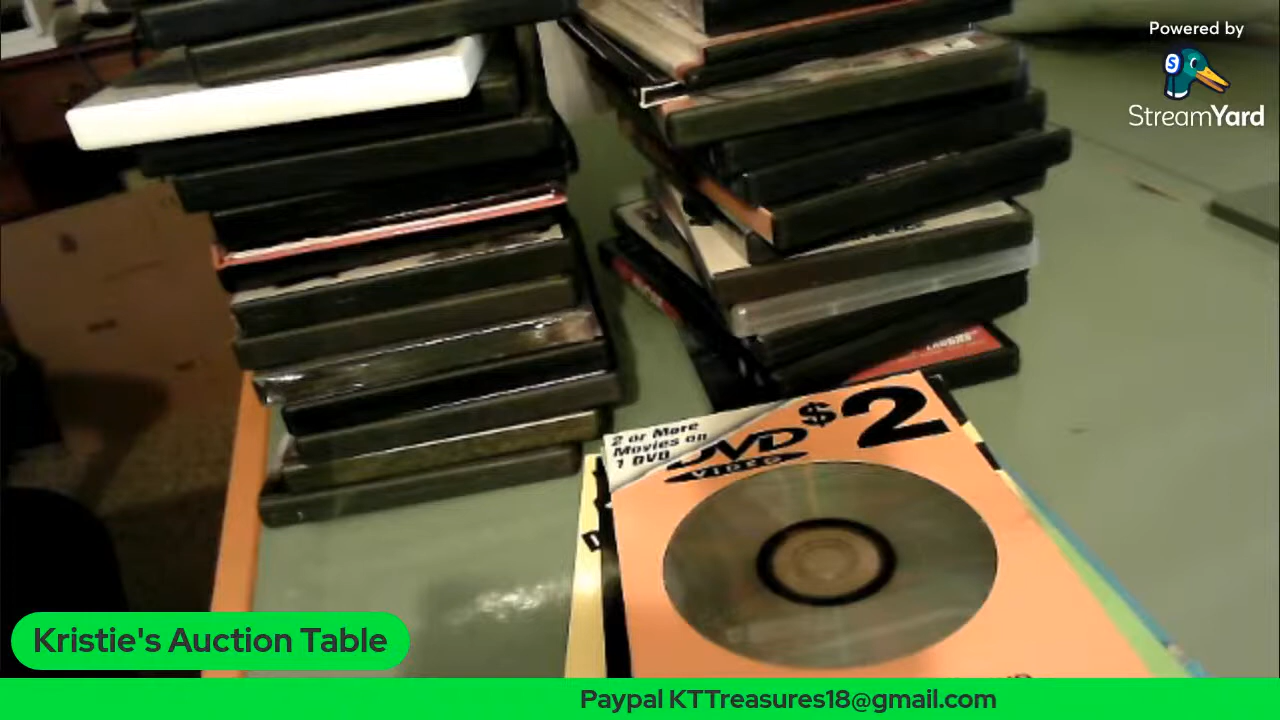 Powered by
StreamYard
2 or More
Movies on
1 DVD
DVD
VIDEO
$2
Kristie's Auction Table
Paypal KTTreasures18@gmail.com